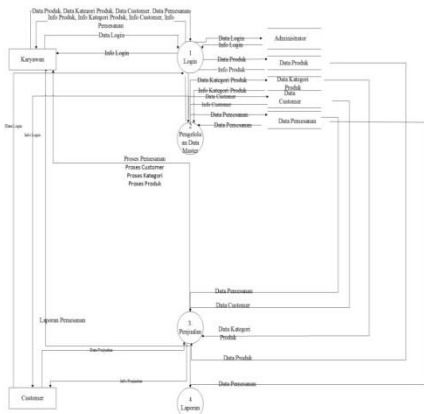 Data Produk, Data Kategori Produk, Data Customer. Data Pemesanan
Info Produk, Info Kategori Produk, Info Customer, Info
Pemesanan
Data Login
Info Login
Karyawan
1
Login
Data Login
Info Login
Administrator
Data Produk
Info Produk
Data Produk
Data Kategori Produk
Info Kategori Produk
Data Kategori
Produk
Data Customer
Info Customer
Data
Customer
Data Pemesanan
Data Pemesanan
Data Pemesanan
2
Pengelola
an Data
Master
Data Login
Info Login
Proses Pemesanan
Proses Customer
Proses Kategori
Proses Produk
Data Pemesanan
Data Customer
Laporan Pemesanan
3
Penjualan
Data Kategori
Produk
Data Penjualan
Data Produk
Info Penjualan
Data Pemesanan
Customer
4
Laporan